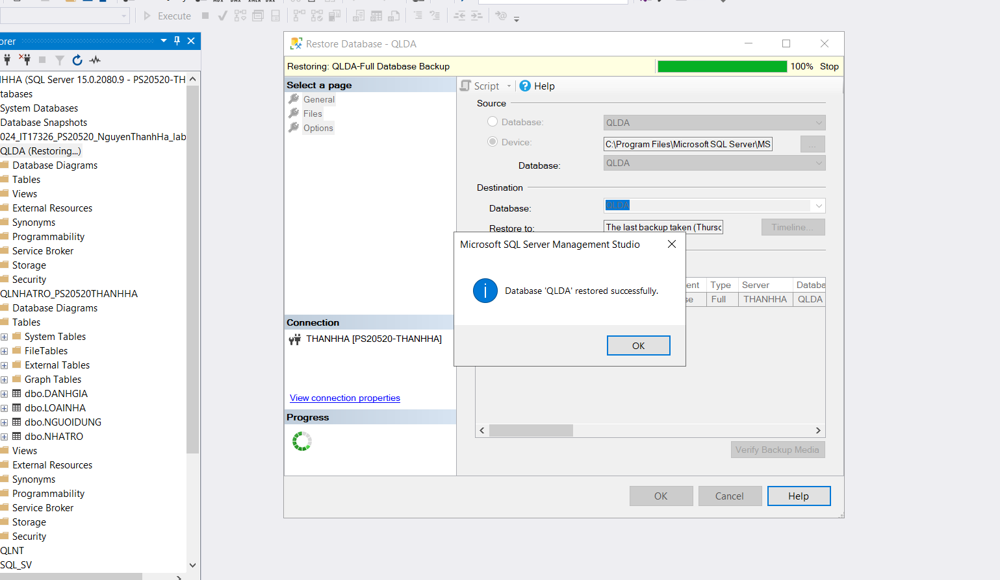 Execute
orer
Restore Database - QLDA
Restoring: QLDA-Full Database Backup
100% Stop
HHA (SQL Server 15.0.2080.9 - PS20520-TH
tabases
System Databases
Database Snapshots
024_IT17326_PS20520_NguyenThanhHa_lab
QLDA (Restoring...)
Database Diagrams
Tables
Views
External Resources
Synonyms
Programmability
Service Broker
Storage
Security
QLNHATRO_PS20520THANHHA
Database Diagrams
Tables
System Tables
FileTables
External Tables
Graph Tables
dbo.DANHGIA
dbo.LOAINHA
dbo.NGUOIDUNG
dbo.NHATRO
Views
External Resources
Synonyms
Programmability
Service Broker
Storage
Security
QLNT
SQL_SV
Select a page
General
Files
Options
Connection
THANHHA [PS20520-THANHHA]
View connection properties
Progress
Script
Help
Source
Database:
QLDA
Device:
C:\Program Files\Microsoft SQL Server\MS
...
Database:
QLDA
Destination
Database:
QLDA
Restore to:
The last backup taken (Thursc
Timeline...
ent Type Server Databa
se Full THANHHA QLDA
Microsoft SQL Server Management Studio
Database 'QLDA' restored successfully.
OK
Verify Backup Media
OK
Cancel
Help